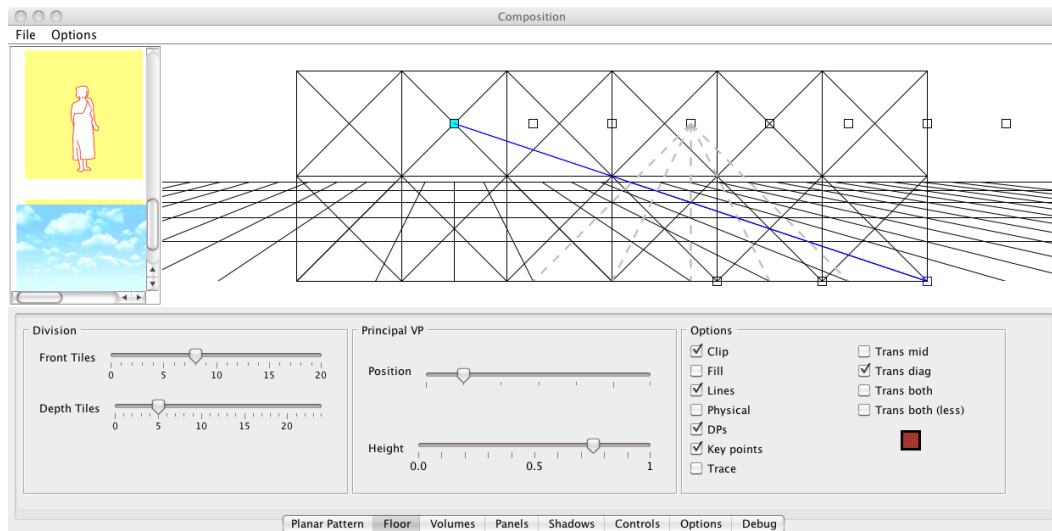 Composition
File Options
Division
Front Tiles
0 5 10 15 20
Depth Tiles
0 5 10 15 20
Principal VP
Position
Height
0.0 0.5 1
Options
Clip Trans mid
Fill Trans diag
Lines Trans both
Physical Trans both (less)
DPs
Key points
Trace
Planar Pattern Floor Volumes Panels Shadows Controls Options Debug